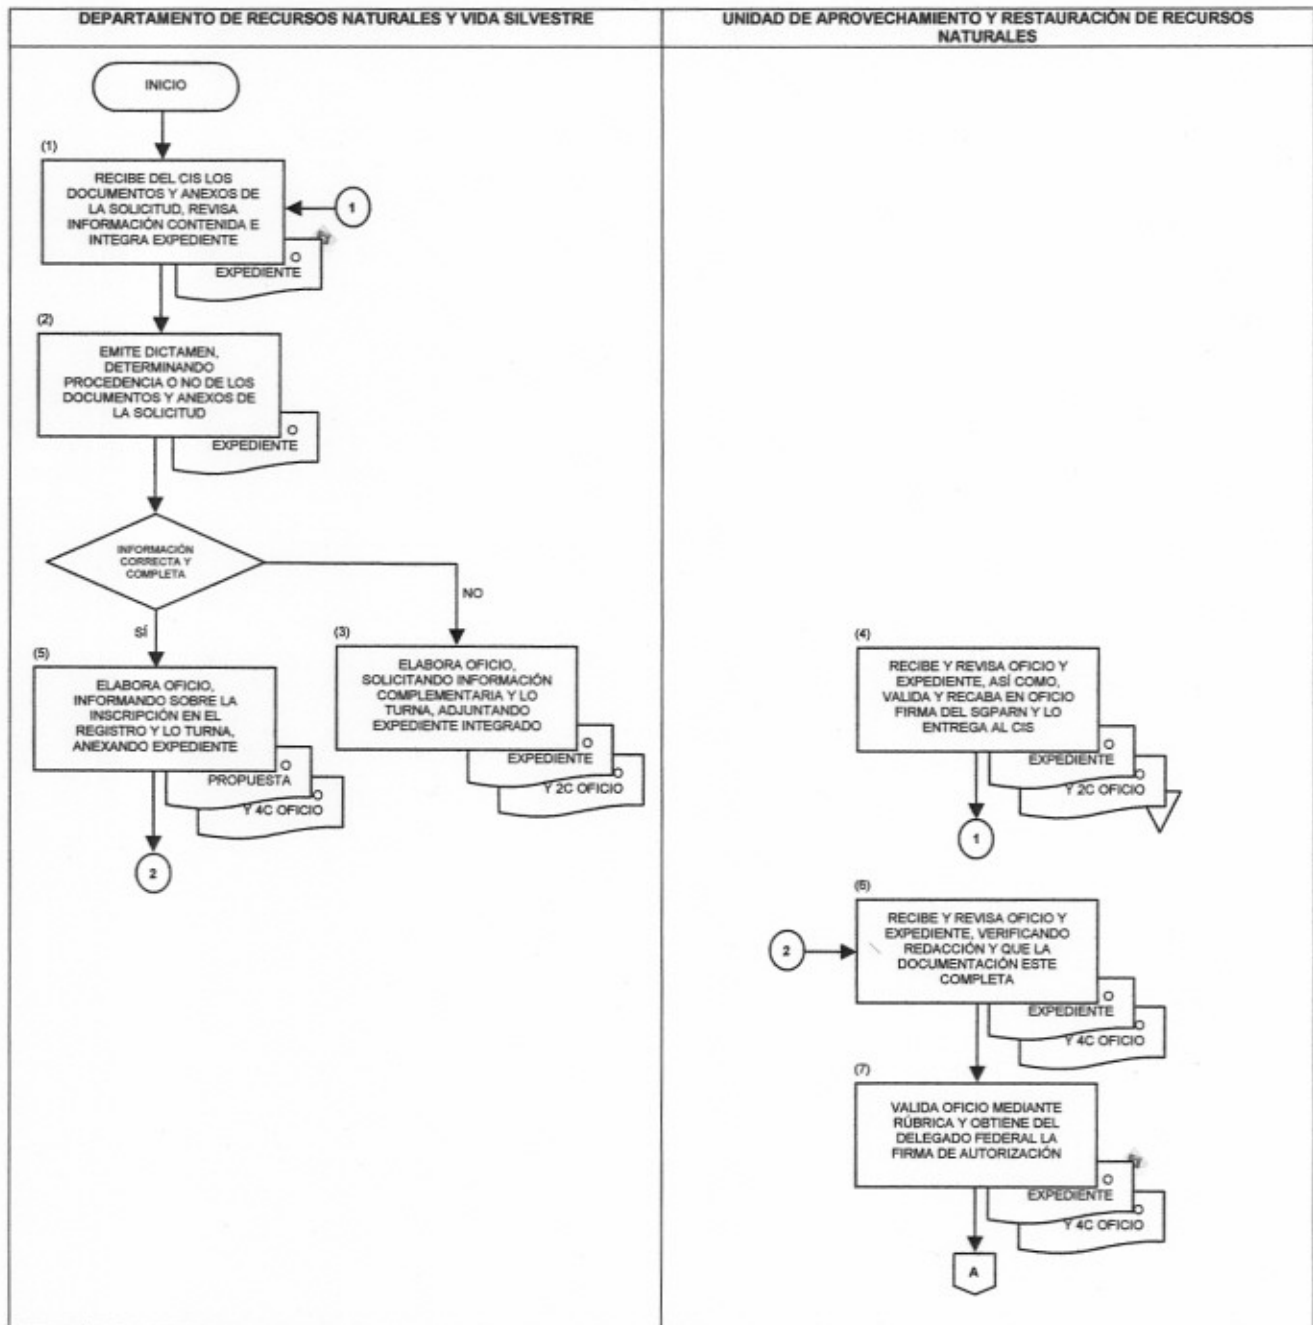 DEPARTAMENTO DE RECURSOS NATURALES Y VIDA SILVESTRE
UNIDAD DE APROVECHAMIENTO Y RESTAURACIÓN DE RECURSOS
NATURALES
INICIO
(1)
RECIBE DEL CIS LOS
DOCUMENTOS Y ANEXOS DE
LA SOLICITUD, REVISA
INFORMACIÓN CONTENIDA E
INTEGRA EXPEDIENTE
1
O
EXPEDIENTE
(2)
EMITE DICTAMEN,
DETERMINANDO
PROCEDENCIA O NO DE LOS
DOCUMENTOS Y ANEXOS DE
LA SOLICITUD
O
EXPEDIENTE
INFORMACIÓN
CORRECTA Y
COMPLETA
NO
SÍ
(3)
ELABORA OFICIO,
SOLICITANDO INFORMACIÓN
COMPLEMENTARIA Y LO
TURNA, ADJUNTANDO
EXPEDIENTE INTEGRADO
O
EXPEDIENTE
O
Y 2C OFICIO
(5)
ELABORA OFICIO,
INFORMANDO SOBRE LA
INSCRIPCIÓN EN EL
REGISTRO Y LO TURNA,
ANEXANDO EXPEDIENTE
O
PROPUESTA
O
Y 4C OFICIO
2
(4)
RECIBE Y REVISA OFICIO Y
EXPEDIENTE, ASÍ COMO,
VALIDA Y RECABA EN OFICIO
FIRMA DEL SGPARN Y LO
ENTREGA AL CIS
O
EXPEDIENTE
O
Y 2C OFICIO
1
(6)
RECIBE Y REVISA OFICIO Y
EXPEDIENTE, VERIFICANDO
REDACCIÓN Y QUE LA
DOCUMENTACIÓN ESTE
COMPLETA
2
O
EXPEDIENTE
O
Y 4C OFICIO
(7)
VALIDA OFICIO MEDIANTE
RÚBRICA Y OBTIENE DEL
DELEGADO FEDERAL LA
FIRMA DE AUTORIZACIÓN
O
EXPEDIENTE
O
Y 4C OFICIO
A